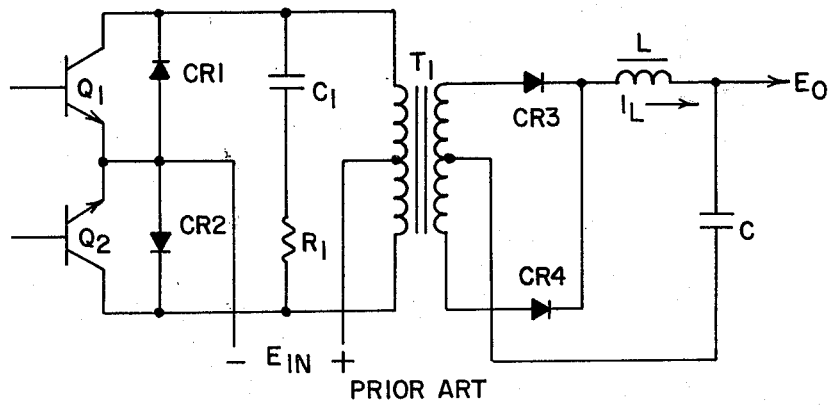 Q1
Q2
CR1
CR2
C1
R1
T1
CR3
CR4
L
IL
EO
C
− EIN +
PRIOR ART